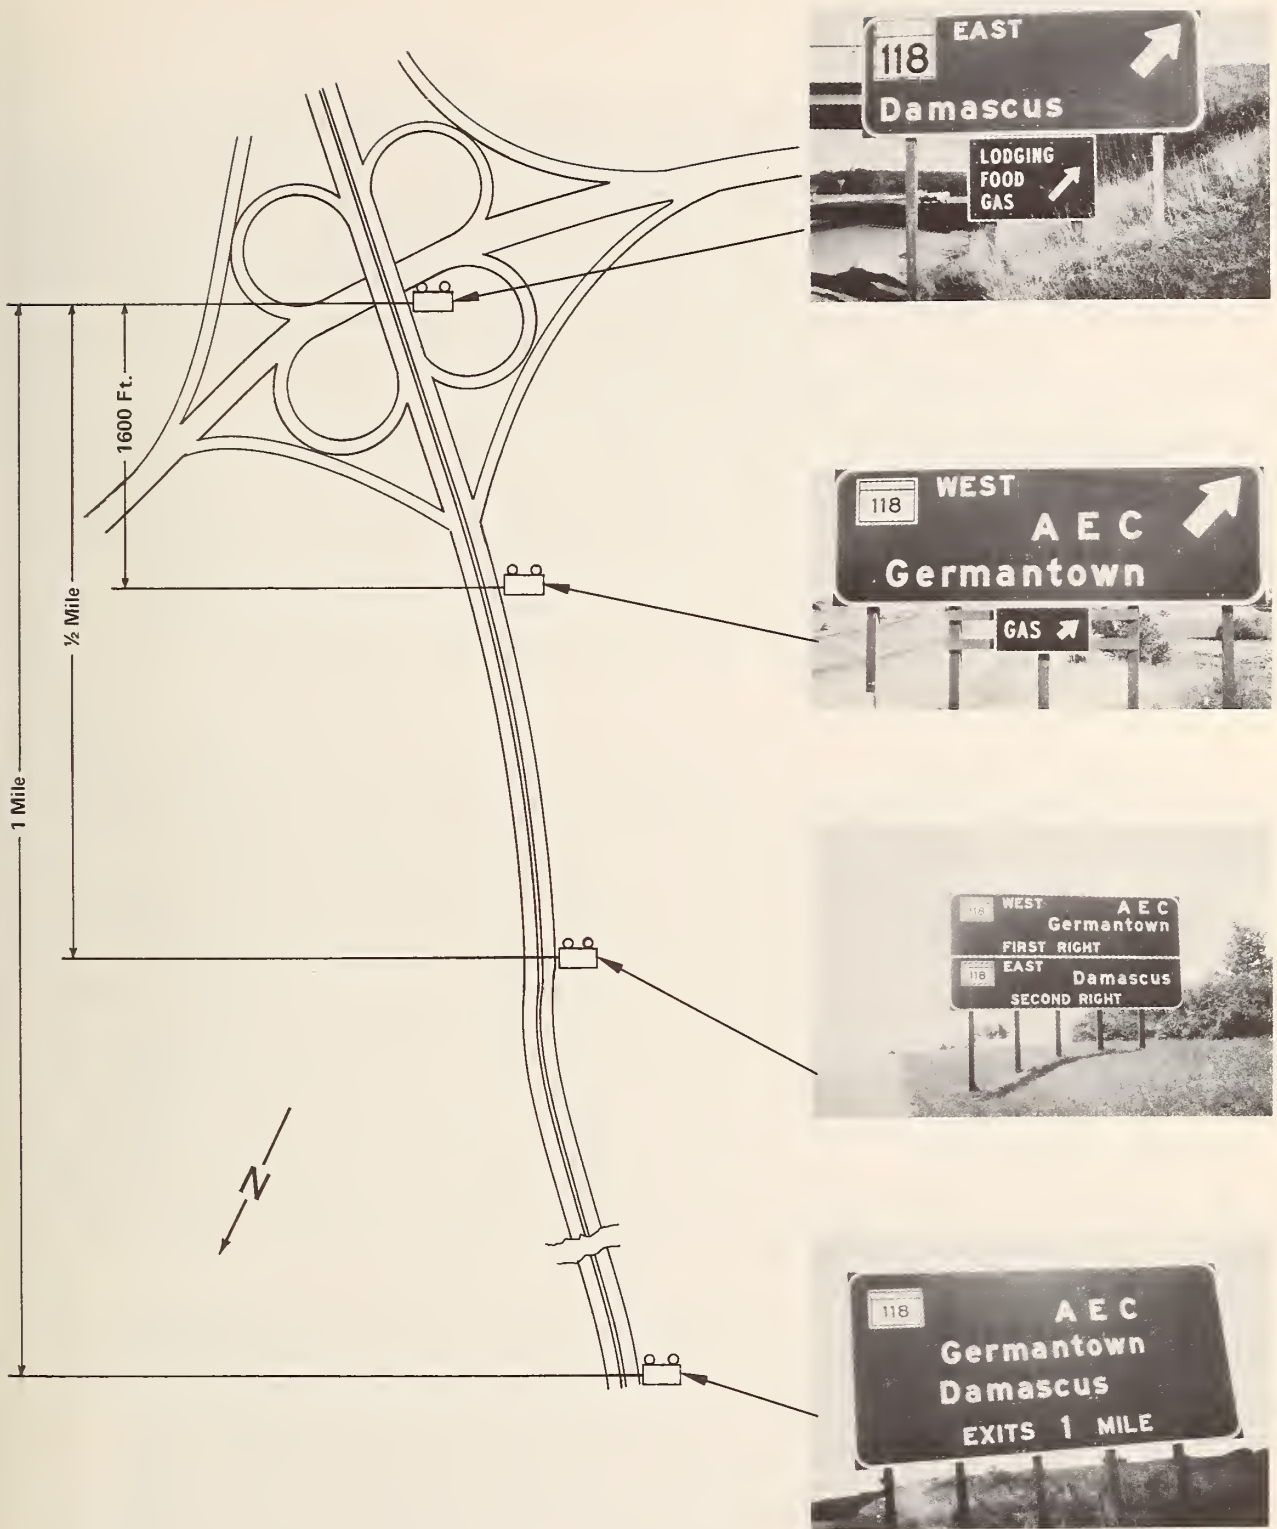 1600 Ft.
½ Mile
1 Mile
N
118
EAST
Damascus
LODGING
FOOD
GAS
118
WEST
A E C
Germantown
GAS
118
WEST
A E C
Germantown
FIRST RIGHT
118
EAST
Damascus
SECOND RIGHT
118
A E C
Germantown
Damascus
EXITS 1 MILE